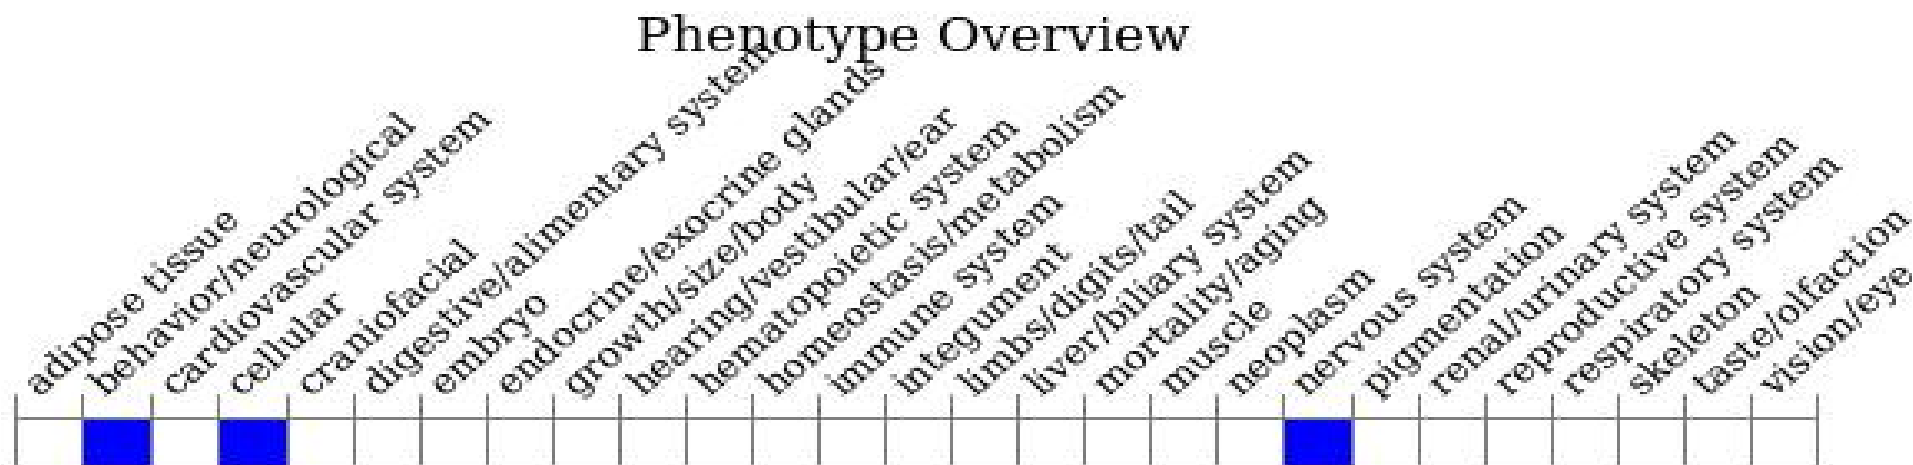 Phenotype Overview
adipose tissue
behavior/neurological
cardiovascular system
cellular
craniofacial
digestive/alimentary system
embryo
endocrine/exocrine glands
growth/size/body
hearing/vestibular/ear
hematopoietic system
homeostasis/metabolism
immune system
integument
limbs/digits/tail
liver/biliary system
mortality/aging
muscle
neoplasm
nervous system
pigmentation
renal/urinary system
reproductive system
respiratory system
skeleton
taste/olfaction
vision/eye